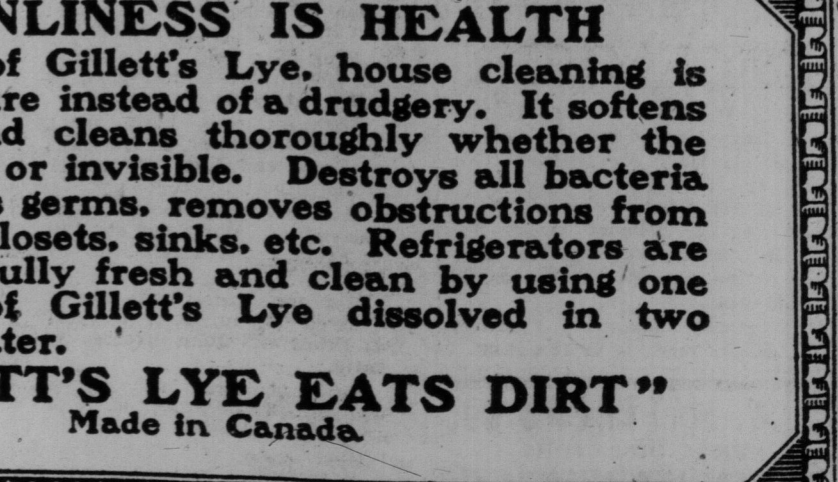 NLINESS IS HEALTH
of Gillett's Lye, house cleaning is
re instead of a drudgery. It softens
d cleans thoroughly whether the
or invisible. Destroys all bacteria
germs, removes obstructions from
losets, sinks, etc. Refrigerators are
ully fresh and clean by using one
of Gillett's Lye dissolved in two
ter.
TT'S LYE EATS DIRT”
Made in Canada